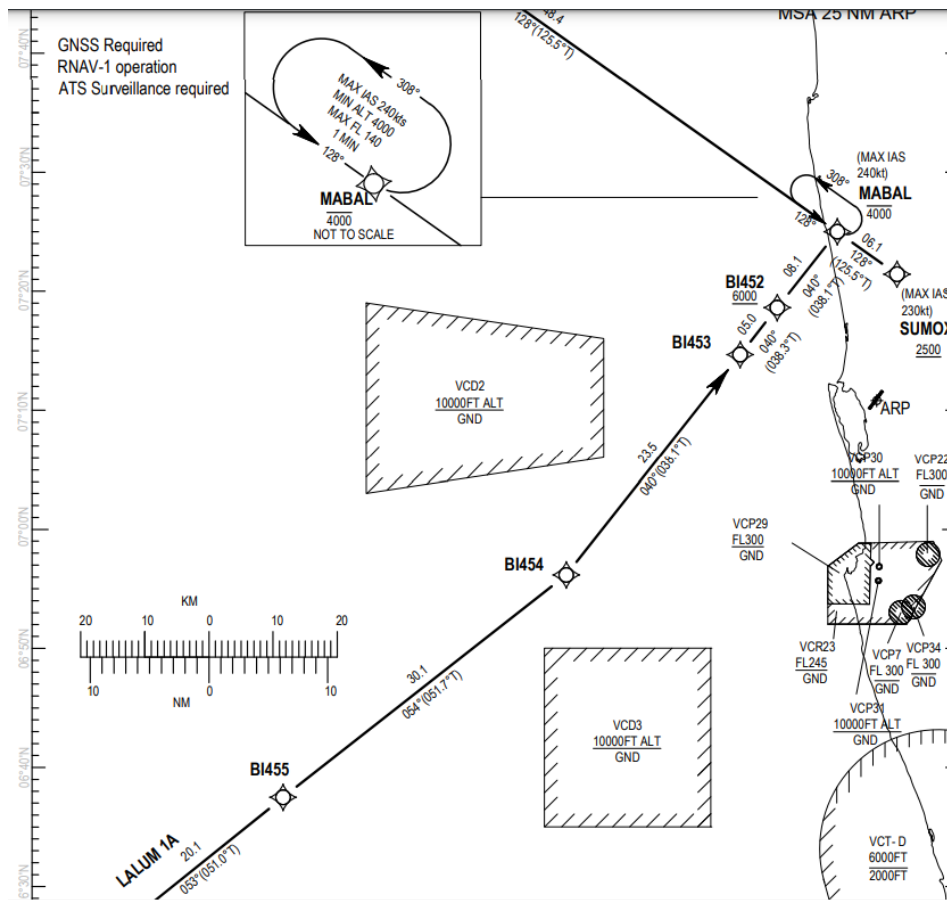 GNSS Required
RNAV-1 operation
ATS Surveillance required
MAX IAS 240kts
MIN ALT 4000
MAX FL 140
1 MIN
308°
128°
MABAL
4000
NOT TO SCALE
48.4
128°(125.5°T)
MSA 25 NM ARP
(MAX IAS
240kt)
MABAL
4000
308°
128°
06.1
128°
(125.5°T)
(MAX IAS
230kt)
SUMOX
2500
08.1
040°
(038.1°T)
BI452
6000
05.0
040°
(038.3°T)
BI453
VCD2
10000FT ALT
GND
23.5
040°(038.1°T)
ARP
VCP30
10000FT ALT
GND
VCP22
FL300
GND
VCP29
FL300
GND
BI454
KM
20
10
0
10
20
10
0
10
NM
VCR23
FL245
GND
VCP7
FL 300
GND
VCP34
FL 300
GND
VCP31
10000FT ALT
GND
30.1
054°(051.7°T)
VCD3
10000FT ALT
GND
BI455
LALUM 1A
20.1
053°(051.0°T)
VCT- D
6000FT
2000FT
07°40'N
07°30'N
07°20'N
07°10'N
07°00'N
06°50'N
06°40'N
6°30'N